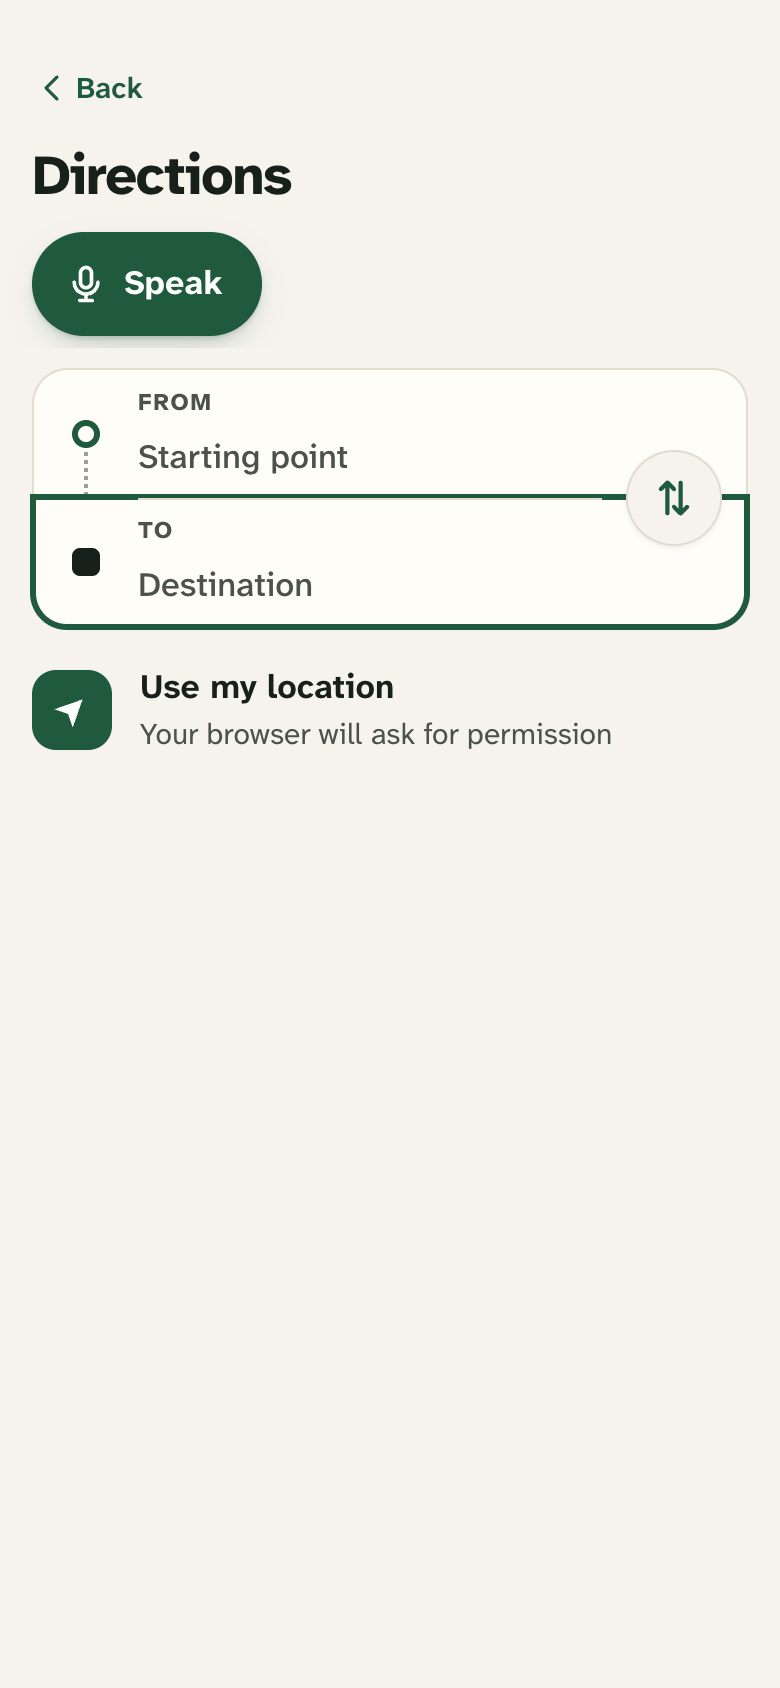 Back
Directions
Speak
FROM
Starting point
TO
Destination
Use my location
Your browser will ask for permission